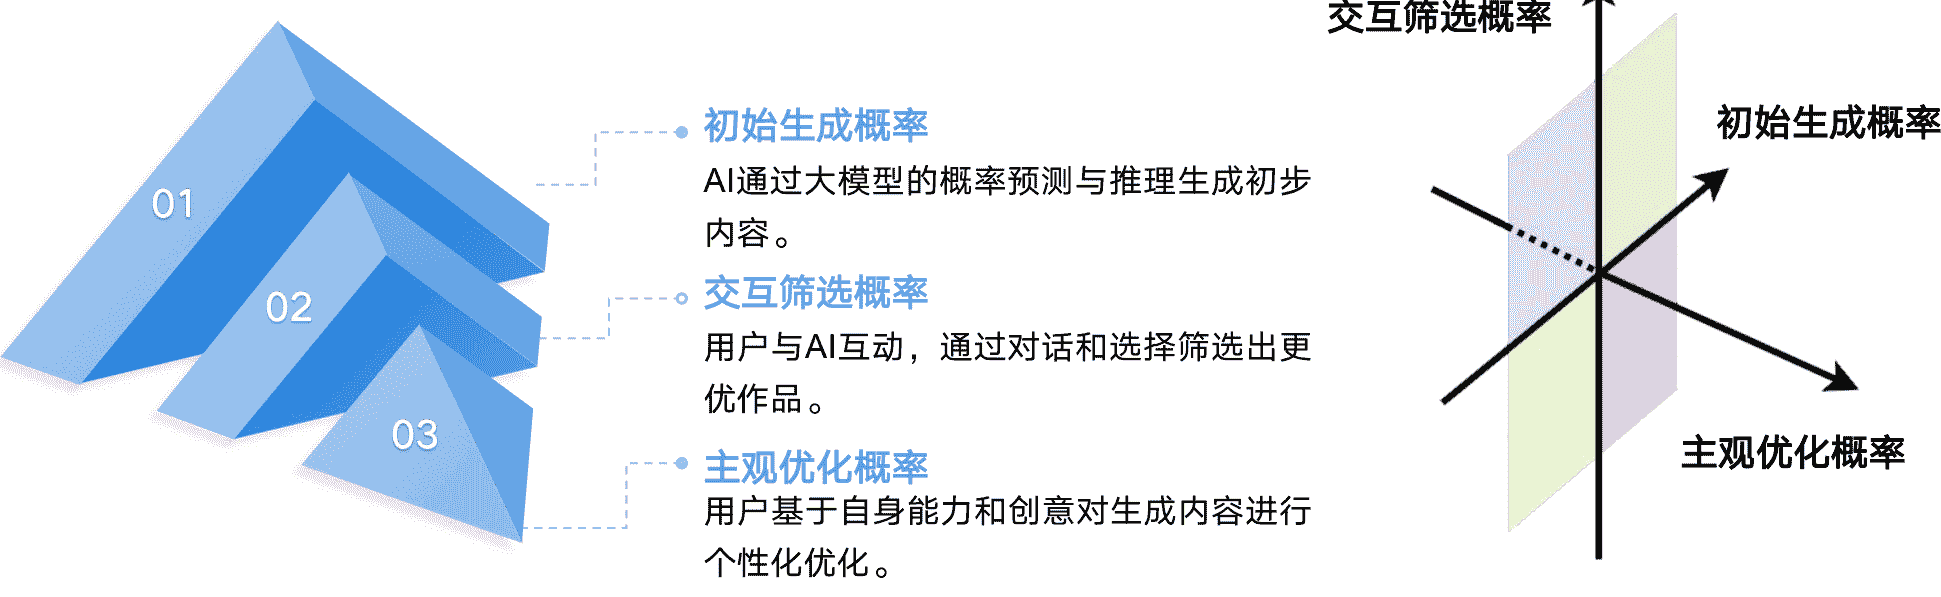 01
02
03
初始生成概率
AI通过大模型的概率预测与推理生成初步
内容。
交互筛选概率
用户与AI互动，通过对话和选择筛选出更
优作品。
主观优化概率
用户基于自身能力和创意对生成内容进行
个性化优化。
交互筛选概率
初始生成概率
主观优化概率